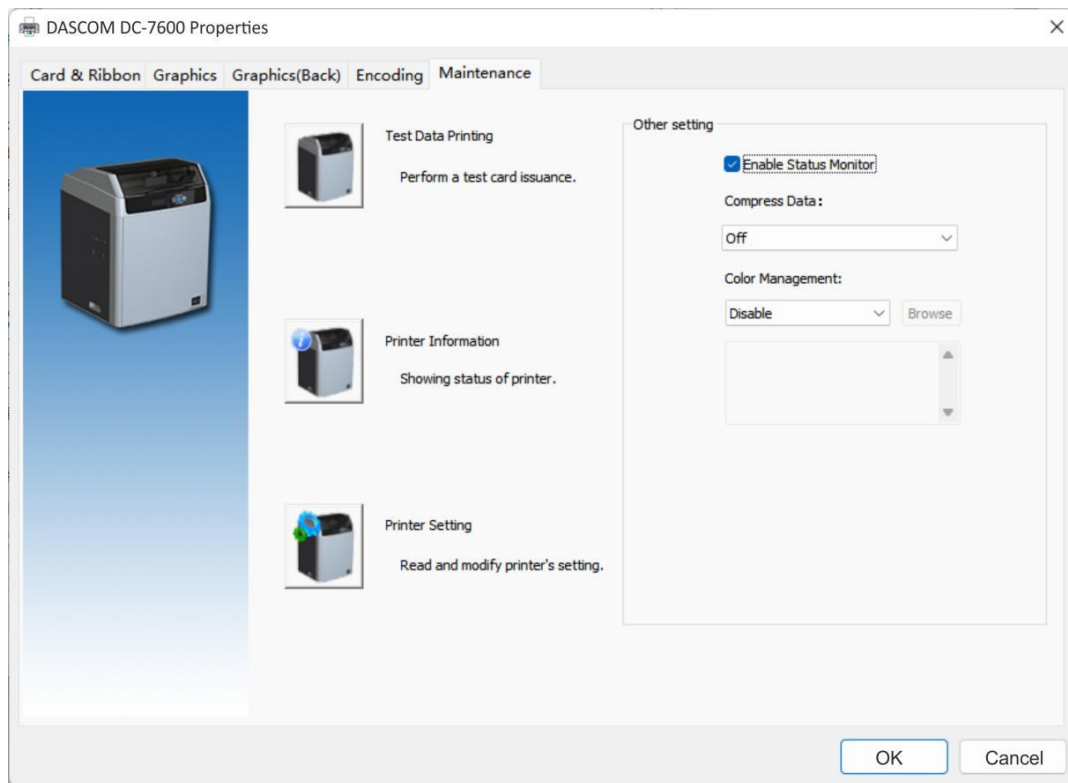 DASCOM DC-7600 Properties
Card & Ribbon Graphics Graphics(Back) Encoding Maintenance
Test Data Printing
Perform a test card issuance.
Printer Information
Showing status of printer.
Printer Setting
Read and modify printer's setting.
Other setting
Enable Status Monitor
Compress Data:
Off
Color Management:
Disable Browse
OK Cancel